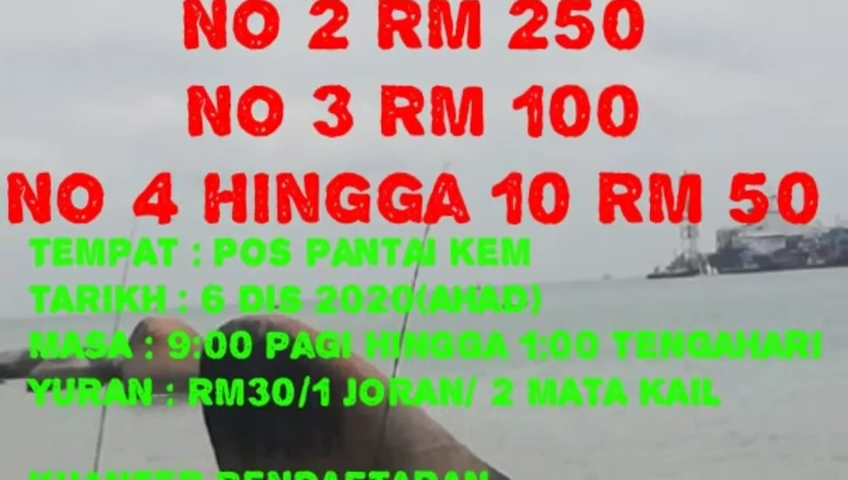 NO 2 RM 250
NO 3 RM 100
NO 4 HINGGA 10 RM 50
TEMPAT : POS PANTAI KEM
TARIKH : 6 DIS 2020(AHAD)
MASA : 9:00 PAGI HINGGA 1:00 TENGAHARI
YURAN : RM30/1 JORAN/ 2 MATA KAIL
PENDAFTARAN